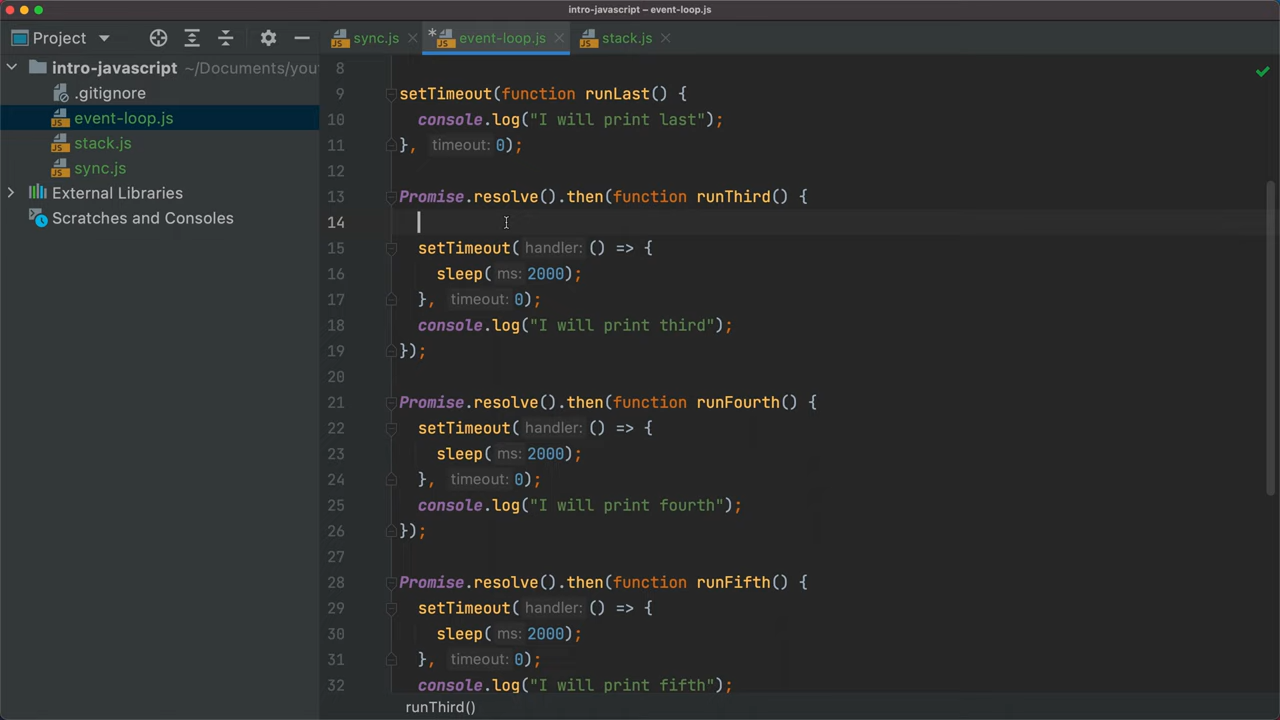 intro-javascript – event-loop.js
Project
sync.js
* event-loop.js
stack.js
intro-javascript ~/Documents/yout
.gitignore
event-loop.js
stack.js
sync.js
External Libraries
Scratches and Consoles
8
9 setTimeout(function runLast() {
10 console.log("I will print last");
11 }, timeout: 0);
12
13 Promise.resolve().then(function runThird() {
14
15 setTimeout( handler: () => {
16 sleep( ms: 2000);
17 }, timeout: 0);
18 console.log("I will print third");
19 });
20
21 Promise.resolve().then(function runFourth() {
22 setTimeout( handler: () => {
23 sleep( ms: 2000);
24 }, timeout: 0);
25 console.log("I will print fourth");
26 });
27
28 Promise.resolve().then(function runFifth() {
29 setTimeout( handler: () => {
30 sleep( ms: 2000);
31 }, timeout: 0);
32 console.log("I will print fifth");
runThird()